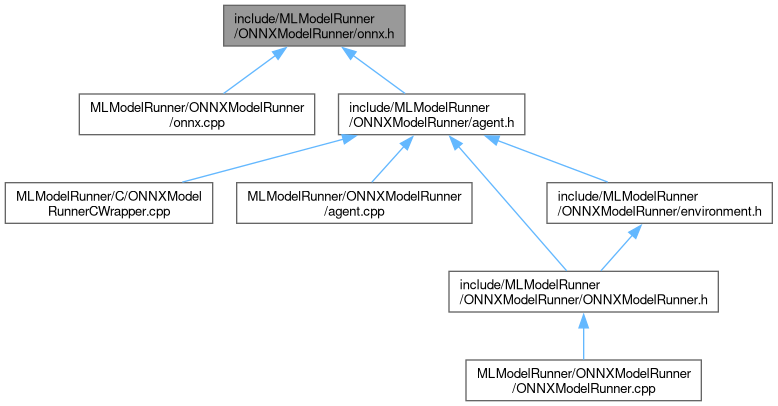 include/MLModelRunner
/ONNXModelRunner/onnx.h
MLModelRunner/ONNXModelRunner
/onnx.cpp
include/MLModelRunner
/ONNXModelRunner/agent.h
MLModelRunner/C/ONNXModel
RunnerCWrapper.cpp
MLModelRunner/ONNXModelRunner
/agent.cpp
include/MLModelRunner
/ONNXModelRunner/environment.h
include/MLModelRunner
/ONNXModelRunner/ONNXModelRunner.h
MLModelRunner/ONNXModelRunner
/ONNXModelRunner.cpp